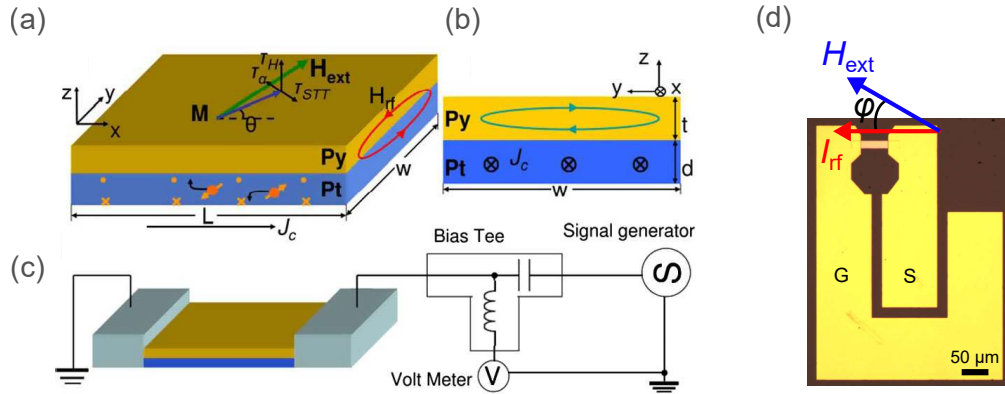 (a)
z
y
x
M
τH
τα
τSTT
Hext
θ
Hrf
Py
Pt
w
L
Jc
(b)
z
y
x
Py
t
Pt
Jc
d
w
(c)
Bias Tee
Signal generator
S
Volt Meter
V
(d)
Hext
φ
Irf
G
S
50 μm